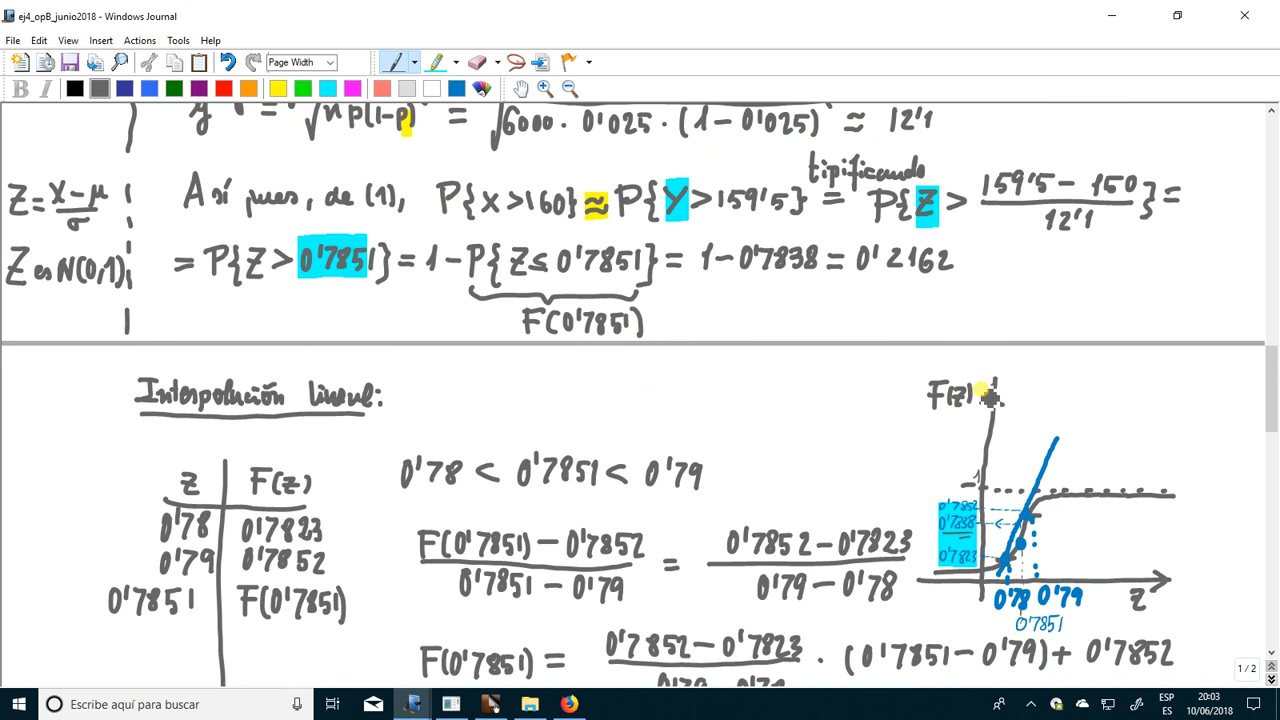 ej4_opB_junio2018 - Windows Journal
File Edit View Insert Actions Tools Help
Page Width
B I
√n p(1-p) = √6000 · 0'025 · (1 - 0'025) ≈ 12'1
Z = X-μ / σ
Así pues, de (1), P{X>160} ≈ P{Y>159'5} = P{Z > 159'5 - 150 / 12'1} =
tipificando
Z es N(0,1)
= P{Z > 0'7851} = 1 - P{Z ≤ 0'7851} = 1 - 0'7838 = 0'2162
F(0'7851)
Interpolación lineal:
F(z)
z F(z)
0'78 0'7823
0'79 0'7852
0'7851 F(0'7851)
0'78 < 0'7851 < 0'79
F(0'7851) - 0'7852 / 0'7851 - 0'79 = 0'7852 - 0'7823 / 0'79 - 0'78
1
0'7852
0'7838
0'7823
0'78 0'79 z
0'7851
F(0'7851) = 0'7852 - 0'7823 / 0'79 - 0'78 · (0'7851 - 0'79) + 0'7852
1 / 2
Escribe aquí para buscar
ESP
ES
20:03
10/06/2018